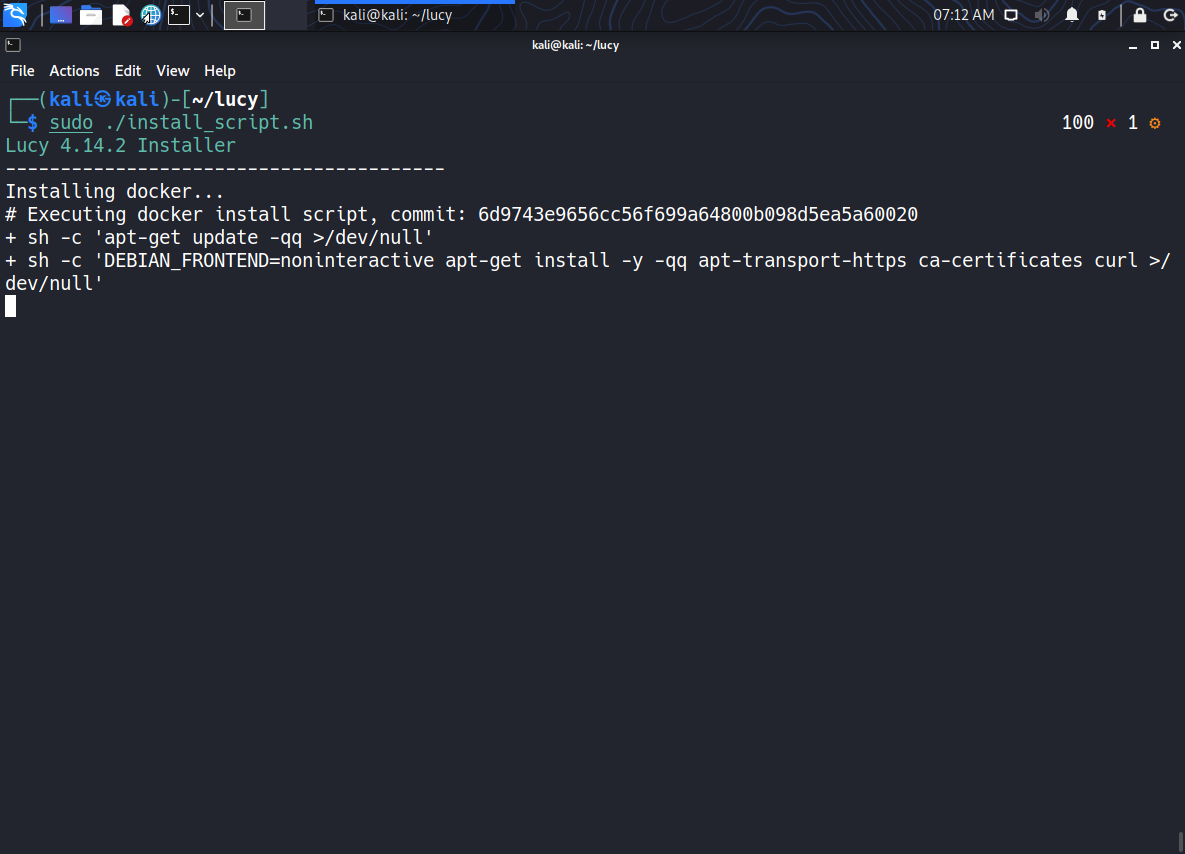 kali@kali: ~/lucy
07:12 AM
kali@kali: ~/lucy
File Actions Edit View Help
┌──(kali㉿kali)-[~/lucy]
└─$ sudo ./install_script.sh 100 ⨯ 1 ⚙
Lucy 4.14.2 Installer
----------------------------------------
Installing docker...
# Executing docker install script, commit: 6d9743e9656cc56f699a64800b098d5ea5a60020
+ sh -c 'apt-get update -qq >/dev/null'
+ sh -c 'DEBIAN_FRONTEND=noninteractive apt-get install -y -qq apt-transport-https ca-certificates curl >/
dev/null'